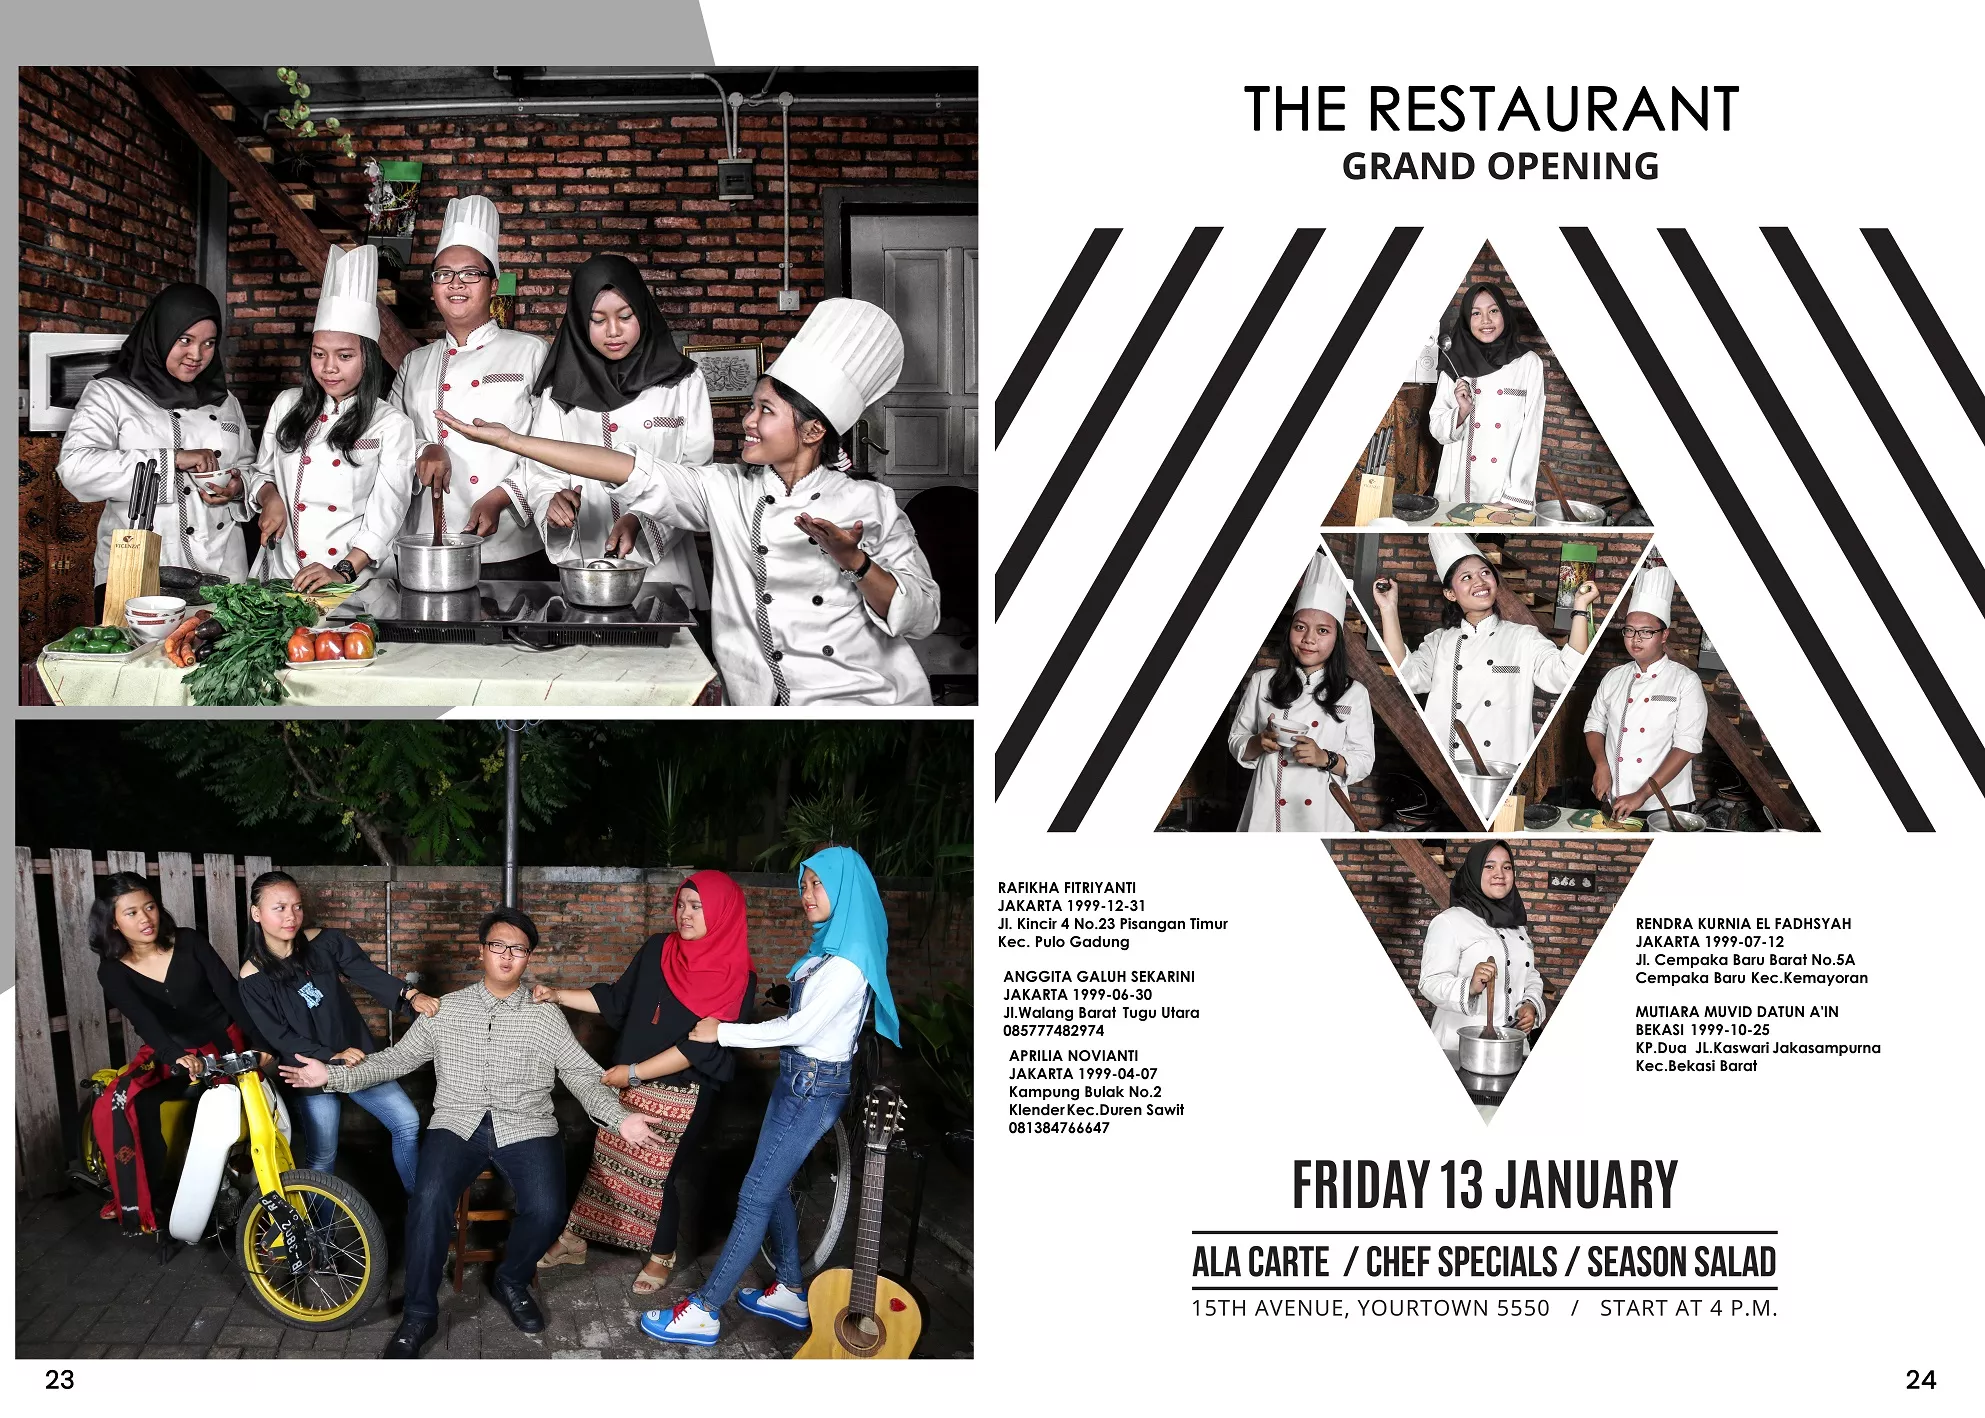 VICENZA
B-3802
THE RESTAURANT
GRAND OPENING
RAFIKHA FITRIYANTI
JAKARTA 1999-12-31
Jl. Kincir 4 No.23 Pisangan Timur
Kec. Pulo Gadung
ANGGITA GALUH SEKARINI
JAKARTA 1999-06-30
Jl.Walang Barat Tugu Utara
085777482974
APRILIA NOVIANTI
JAKARTA 1999-04-07
Kampung Bulak No.2
Klender Kec.Duren Sawit
081384766647
RENDRA KURNIA EL FADHSYAH
JAKARTA 1999-07-12
Jl. Cempaka Baru Barat No.5A
Cempaka Baru Kec.Kemayoran
MUTIARA MUVID DATUN A'IN
BEKASI 1999-10-25
KP.Dua JL.Kaswari Jakasampurna
Kec.Bekasi Barat
FRIDAY 13 JANUARY
ALA CARTE / CHEF SPECIALS / SEASON SALAD
15TH AVENUE, YOURTOWN 5550 / START AT 4 P.M.
23
24